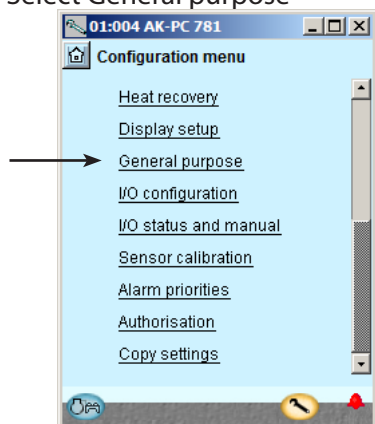 Select General purpose
01:004 AK-PC 781
Configuration menu
Heat recovery
Display setup
General purpose
I/O configuration
I/O status and manual
Sensor calibration
Alarm priorities
Authorisation
Copy settings